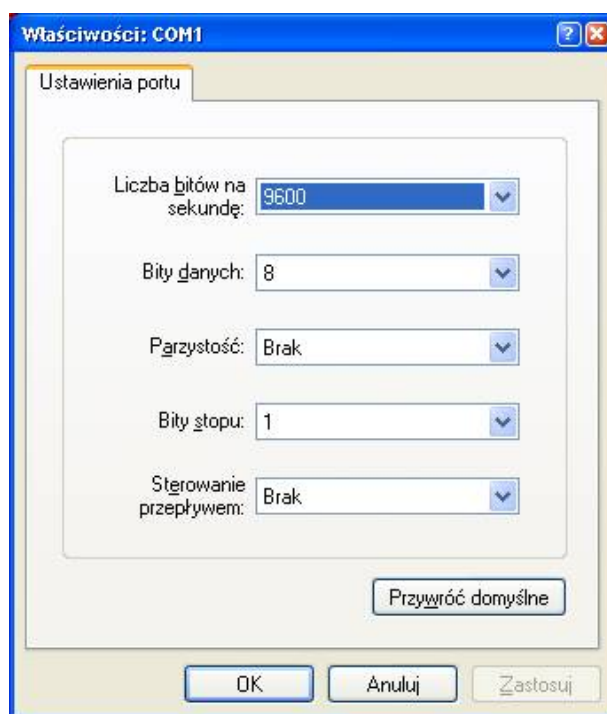 Właściwości: COM1
Ustawienia portu
Liczba bitów na
sekundę:
9600
Bity danych:
8
Parzystość:
Brak
Bity stopu:
1
Sterowanie
przepływem:
Brak
Przywróć domyślne
OK
Anuluj
Zastosuj